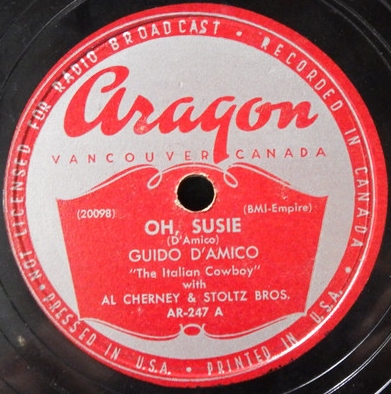 NOT LICENSED FOR RADIO BROADCAST • RECORDED IN CANADA
Aragon
VANCOUVER CANADA
(20098)
(BMI-Empire)
OH, SUSIE
(D'Amico)
GUIDO D'AMICO
"The Italian Cowboy"
with
AL CHERNEY & STOLTZ BROS.
AR-247 A
• PRESSED IN U.S.A. • PRINTED IN U.S.A. •